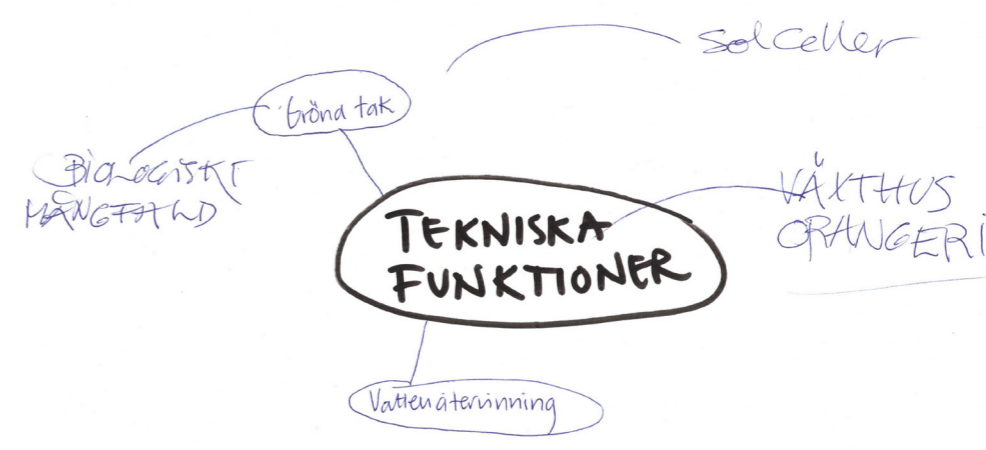 Solceller
Gröna tak
BIOLOGISKT
MÅNGFALD
VÄXTHUS
ORANGERI
TEKNISKA
FUNKTIONER
Vattenåtervinning